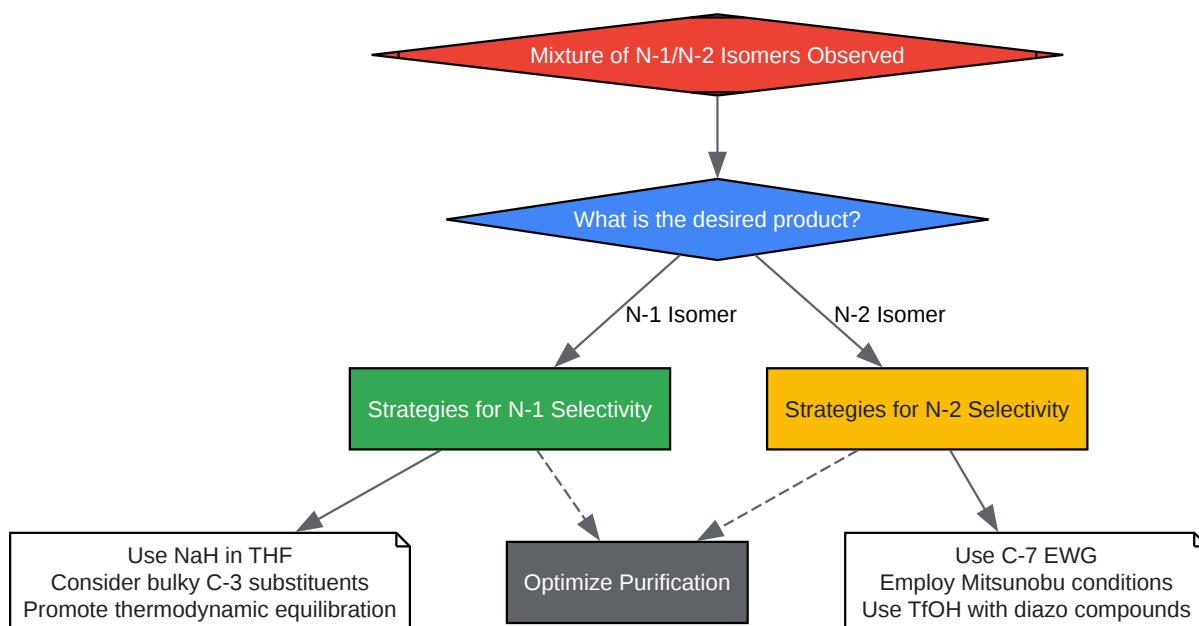 Mixture of N-1/N-2 Isomers Observed
What is the desired product?
N-1 Isomer
N-2 Isomer
Strategies for N-1 Selectivity
Strategies for N-2 Selectivity
Use NaH in THF
Consider bulky C-3 substituents
Promote thermodynamic equilibration
Optimize Purification
Use C-7 EWG
Employ Mitsunobu conditions
Use TfOH with diazo compounds